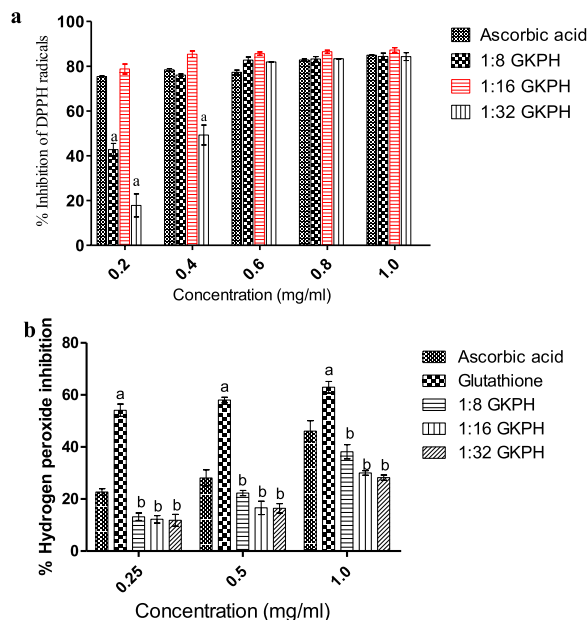 a
% Inhibition of DPPH radicals
100
80
60
40
20
0
a
a
a
0.2
0.4
0.6
0.8
1.0
Concentration (mg/ml)
Ascorbic acid
1:8 GKPH
1:16 GKPH
1:32 GKPH
b
% Hydrogen peroxide inhibition
80
60
40
20
0
a
b
b
b
a
b
b
b
a
b
b
b
0.25
0.5
1.0
Concentration (mg/ml)
Ascorbic acid
Glutathione
1:8 GKPH
1:16 GKPH
1:32 GKPH